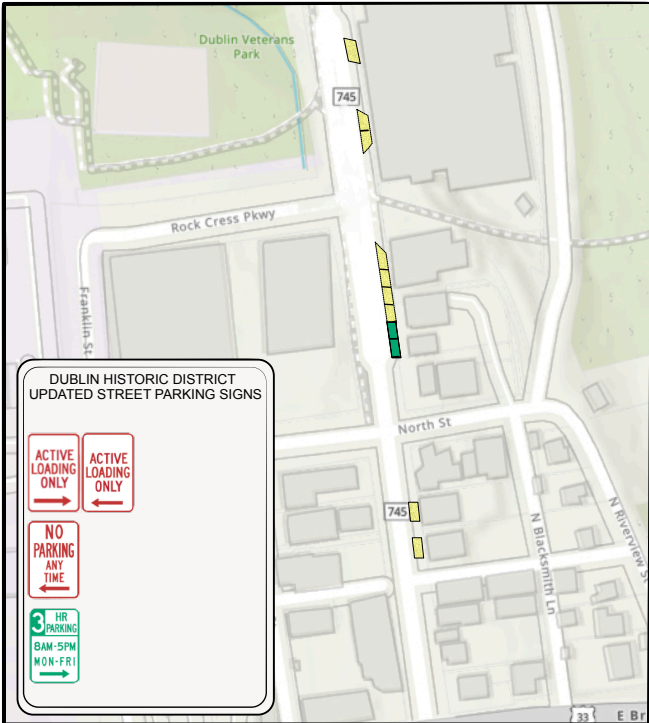 Dublin Veterans
Park
745
Rock Cress Pkwy
Franklin St
DUBLIN HISTORIC DISTRICT
UPDATED STREET PARKING SIGNS
ACTIVE
LOADING
ONLY
ACTIVE
LOADING
ONLY
NO
PARKING
ANY
TIME
3 HR
PARKING
8AM-5PM
MON-FRI
North St
745
N Blacksmith Ln
N Riverview St
33
E Br